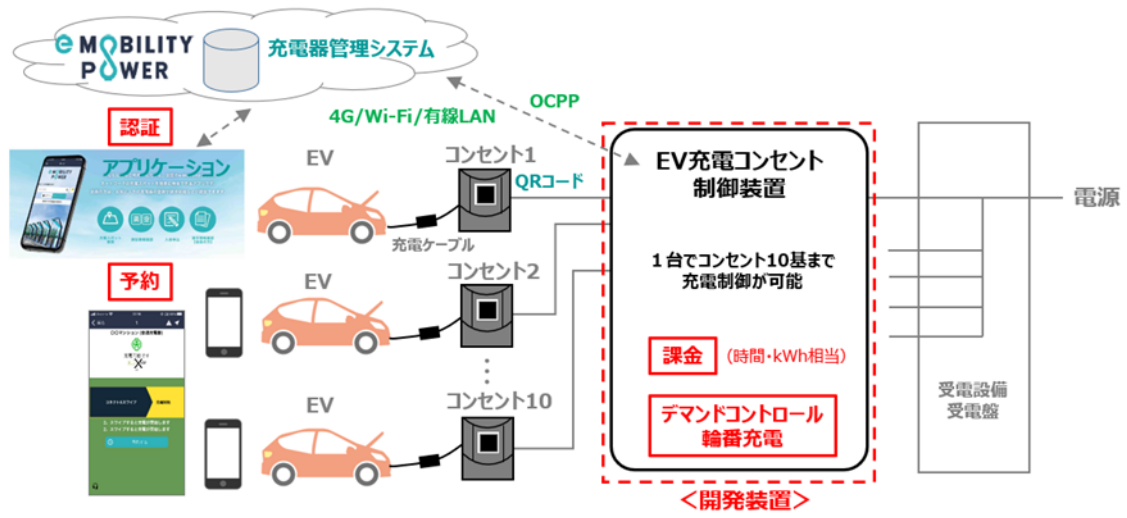 e MOBILITY
POWER
充電器管理システム
OCPP
4G/Wi-Fi/有線LAN
認証
アプリケーション
e MOBILITY
POWER
予約
EV
コンセント1
QRコード
充電ケーブル
EV
コンセント2
EV
コンセント10
EV充電コンセント
制御装置
1台でコンセント10基まで
充電制御が可能
課金
(時間・kWh相当)
デマンドコントロール
輪番充電
<開発装置>
電源
受電設備
受電盤